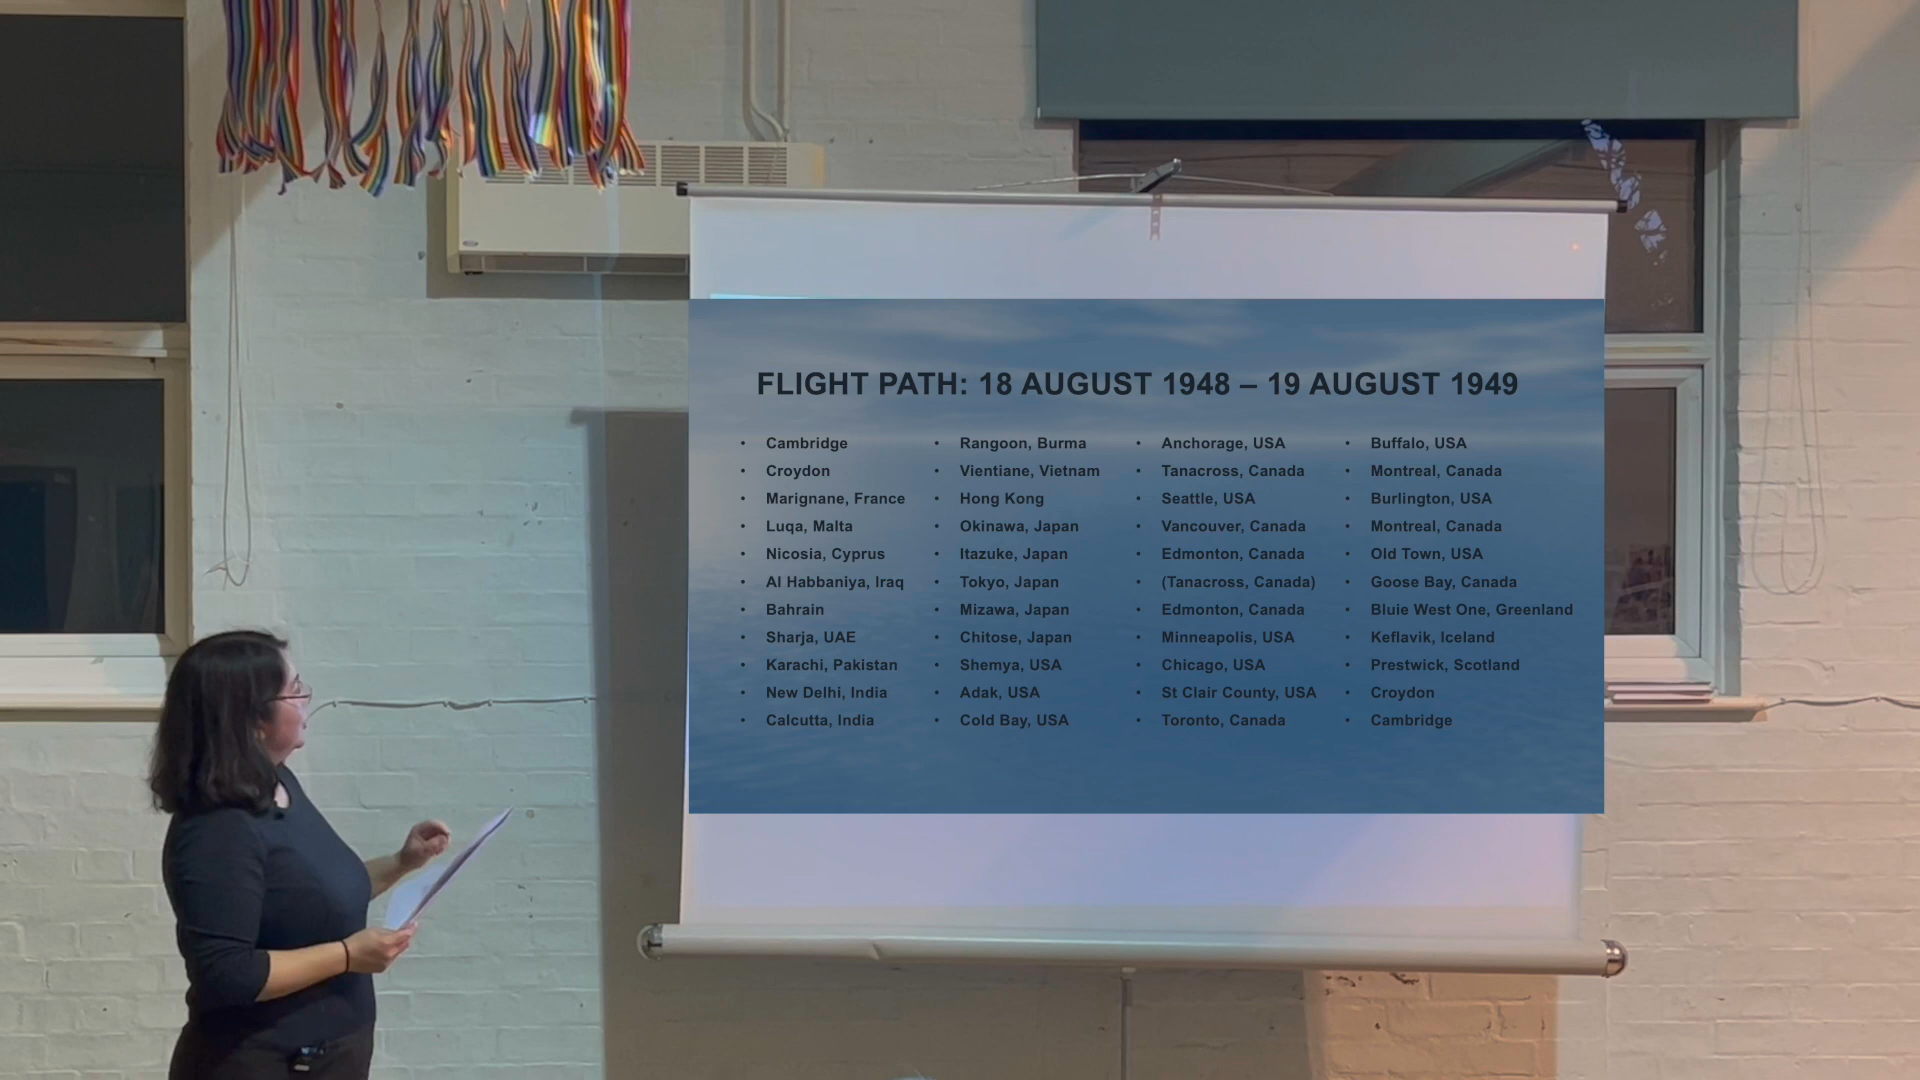 FLIGHT PATH: 18 AUGUST 1948 – 19 AUGUST 1949
• Cambridge
• Croydon
• Marignane, France
• Luqa, Malta
• Nicosia, Cyprus
• Al Habbaniya, Iraq
• Bahrain
• Sharja, UAE
• Karachi, Pakistan
• New Delhi, India
• Calcutta, India
• Rangoon, Burma
• Vientiane, Vietnam
• Hong Kong
• Okinawa, Japan
• Itazuke, Japan
• Tokyo, Japan
• Mizawa, Japan
• Chitose, Japan
• Shemya, USA
• Adak, USA
• Cold Bay, USA
• Anchorage, USA
• Tanacross, Canada
• Seattle, USA
• Vancouver, Canada
• Edmonton, Canada
• (Tanacross, Canada)
• Edmonton, Canada
• Minneapolis, USA
• Chicago, USA
• St Clair County, USA
• Toronto, Canada
• Buffalo, USA
• Montreal, Canada
• Burlington, USA
• Montreal, Canada
• Old Town, USA
• Goose Bay, Canada
• Bluie West One, Greenland
• Keflavik, Iceland
• Prestwick, Scotland
• Croydon
• Cambridge